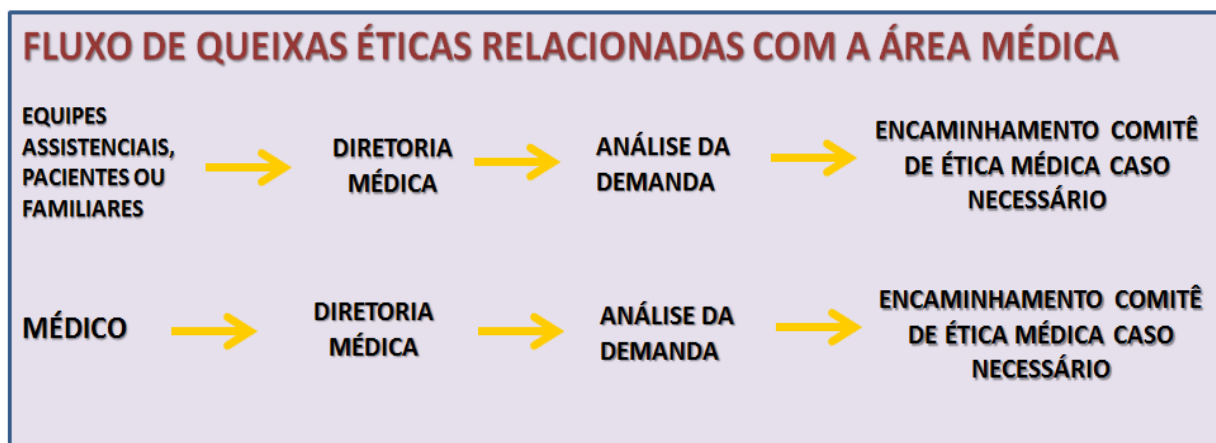 FLUXO DE QUEIXAS ÉTICAS RELACIONADAS COM A ÁREA MÉDICA
EQUIPES
ASSISTENCIAIS,
PACIENTES OU
FAMILIARES
DIRETORIA
MÉDICA
ANÁLISE DA
DEMANDA
ENCAMINHAMENTO COMITÊ
DE ÉTICA MÉDICA CASO
NECESSÁRIO
MÉDICO
DIRETORIA
MÉDICA
ANÁLISE DA
DEMANDA
ENCAMINHAMENTO COMITÊ
DE ÉTICA MÉDICA CASO
NECESSÁRIO